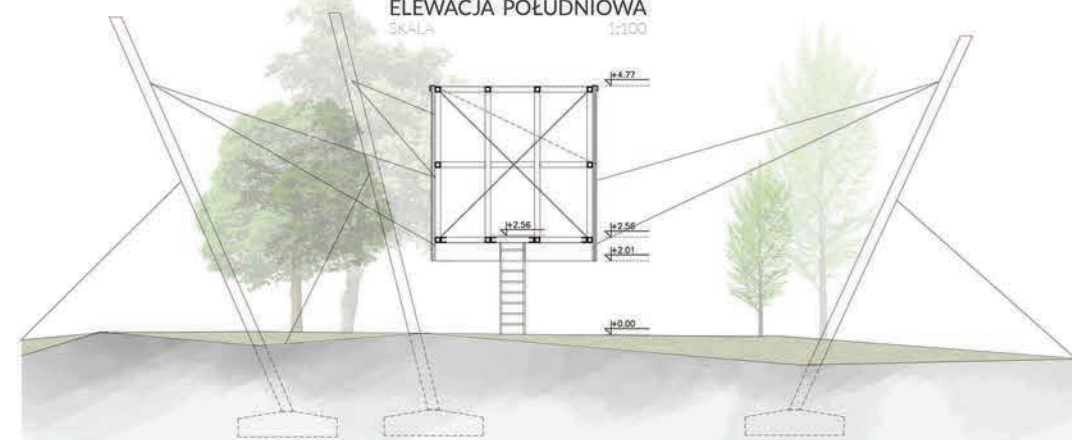 ELEWACJA POŁUDNIOWA
SKALA 1:100
+4.77
+2.56
+2.56
+2.01
+0.00